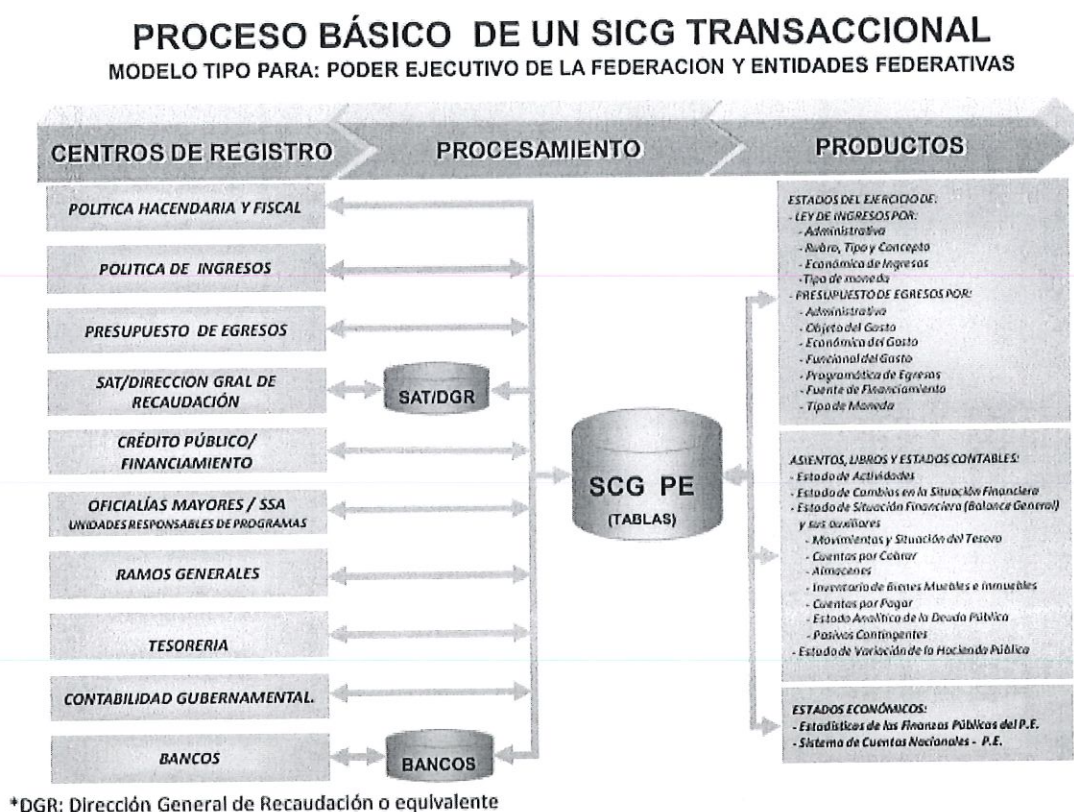 PROCESO BÁSICO DE UN SICG TRANSACCIONAL
MODELO TIPO PARA: PODER EJECUTIVO DE LA FEDERACION Y ENTIDADES FEDERATIVAS
CENTROS DE REGISTRO
PROCESAMIENTO
PRODUCTOS
POLITICA HACENDARIA Y FISCAL
POLITICA DE INGRESOS
PRESUPUESTO DE EGRESOS
SAT/DIRECCION GRAL DE
RECAUDACIÓN
CRÉDITO PÚBLICO/
FINANCIAMIENTO
OFICIALÍAS MAYORES / SSA
UNIDADES RESPONSABLES DE PROGRAMAS
RAMOS GENERALES
TESORERIA
CONTABILIDAD GUBERNAMENTAL.
BANCOS
SAT/DGR
BANCOS
SCG PE
(TABLAS)
ESTADOS DEL EJERCICIO DE:
- LEY DE INGRESOS POR:
- Administrativa
- Rubro, Tipo y Concepto
- Económica de Ingresos
- Tipo de moneda
- PRESUPUESTO DE EGRESOS POR:
- Administrativa
- Objeto del Gasto
- Económica del Gasto
- Funcional del Gasto
- Programática de Egresos
- Fuente de Financiamiento
- Tipo de Moneda
ASIENTOS, LIBROS Y ESTADOS CONTABLES:
- Estado de Actividades
- Estado de Cambios en la Situación Financiera
- Estado de Situación Financiera (Balance General)
y sus auxiliares
- Movimientos y Situación del Tesoro
- Cuentas por Cobrar
- Almacenes
- Inventario de Bienes Muebles e Inmuebles
- Cuentas por Pagar
- Estado Analítico de la Deuda Pública
- Pasivos Contingentes
- Estado de Variación de la Hacienda Pública
ESTADOS ECONÓMICOS:
- Estadísticas de las Finanzas Públicas del P.E.
- Sistema de Cuentas Nacionales - P.E.
*DGR: Dirección General de Recaudación o equivalente